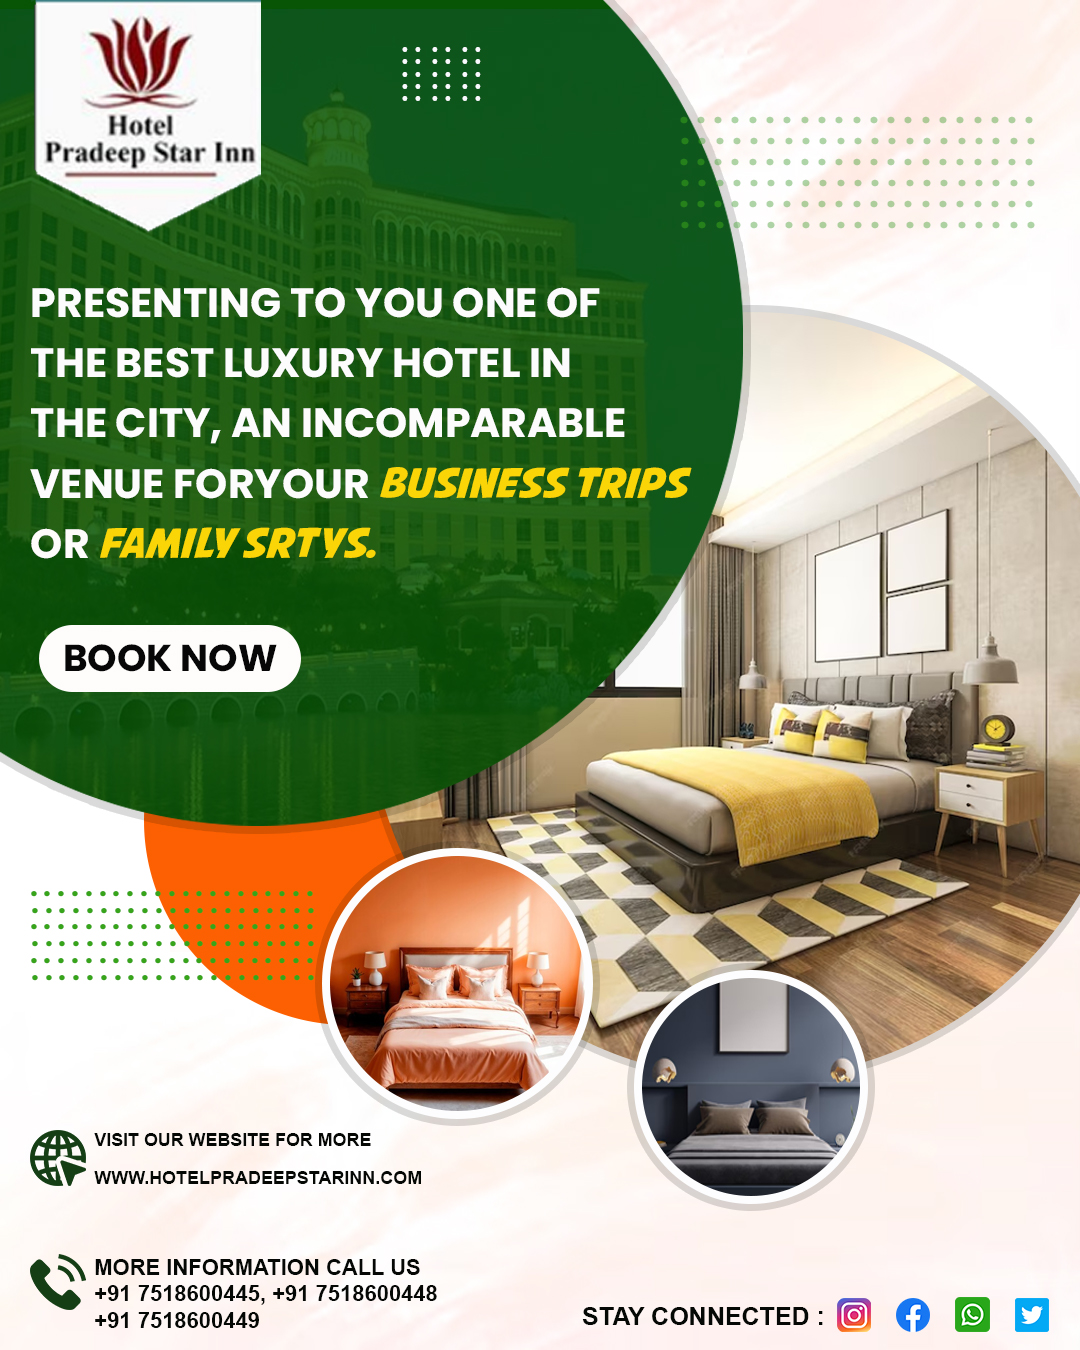 Hotel
Pradeep Star Inn
PRESENTING TO YOU ONE OF
THE BEST LUXURY HOTEL IN
THE CITY, AN INCOMPARABLE
VENUE FORYOUR BUSINESS TRIPS
OR FAMILY SRTYS.
BOOK NOW
VISIT OUR WEBSITE FOR MORE
WWW.HOTELPRADEEPSTARINN.COM
MORE INFORMATION CALL US
+91 7518600445, +91 7518600448
+91 7518600449
STAY CONNECTED :